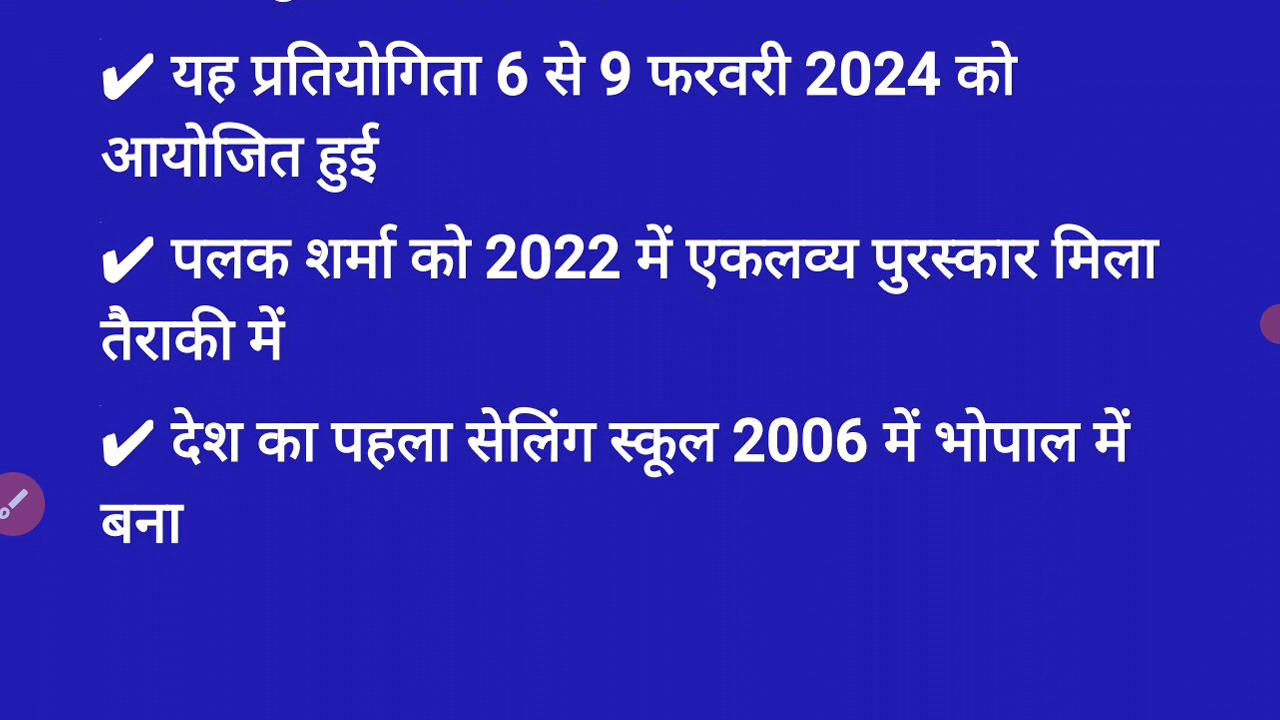 ✔ यह प्रतियोगिता 6 से 9 फरवरी 2024 को
आयोजित हुई
✔ पलक शर्मा को 2022 में एकलव्य पुरस्कार मिला
तैराकी में
✔ देश का पहला सेलिंग स्कूल 2006 में भोपाल में
बना